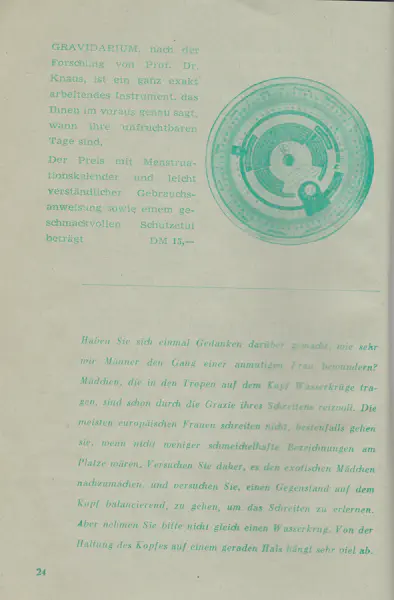 GRAVIDARIUM, nach der
Forschung von Prof. Dr.
Knaus, ist ein ganz exakt
arbeitendes Instrument, das
Ihnen im voraus genau sagt,
wann ihre unfruchtbaren
Tage sind.
Der Preis mit Menstrua-
tionskalender und leicht
verständlicher Gebrauchs-
anweisung sowie einem ge-
schmackvollen Schutzetui
beträgt DM 15,—
Haben Sie sich einmal Gedanken darüber gemacht, wie sehr
wir Männer den Gang einer anmutigen Frau bewundern?
Mädchen, die in den Tropen auf dem Kopf Wasserkrüge tra-
gen, sind schon durch die Grazie ihres Schreitens reizvoll. Die
meisten europäischen Frauen schreiten nicht, bestenfalls gehen
sie, wenn nicht weniger schmeichelhafte Bezeichnungen am
Platze wären. Versuchen Sie daher, es den exotischen Mädchen
nachzumachen, und versuchen Sie, einen Gegenstand auf dem
Kopf balancierend, zu gehen, um das Schreiten zu erlernen.
Aber nehmen Sie bitte nicht gleich einen Wasserkrug. Von der
Haltung des Kopfes auf einem geraden Hals hängt sehr viel ab.
24